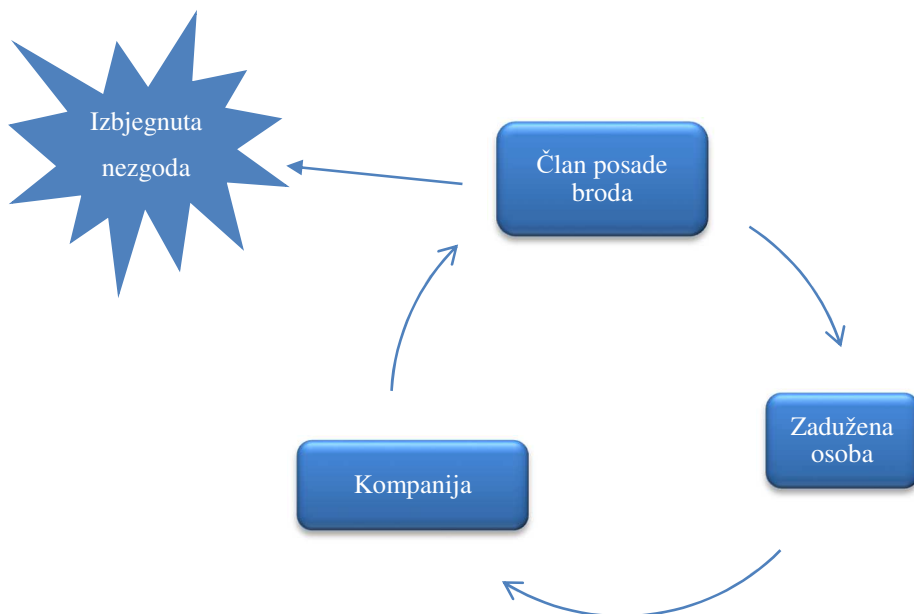 Izbjegnuta
nezgoda
Član posade
broda
Zadužena
osoba
Kompanija